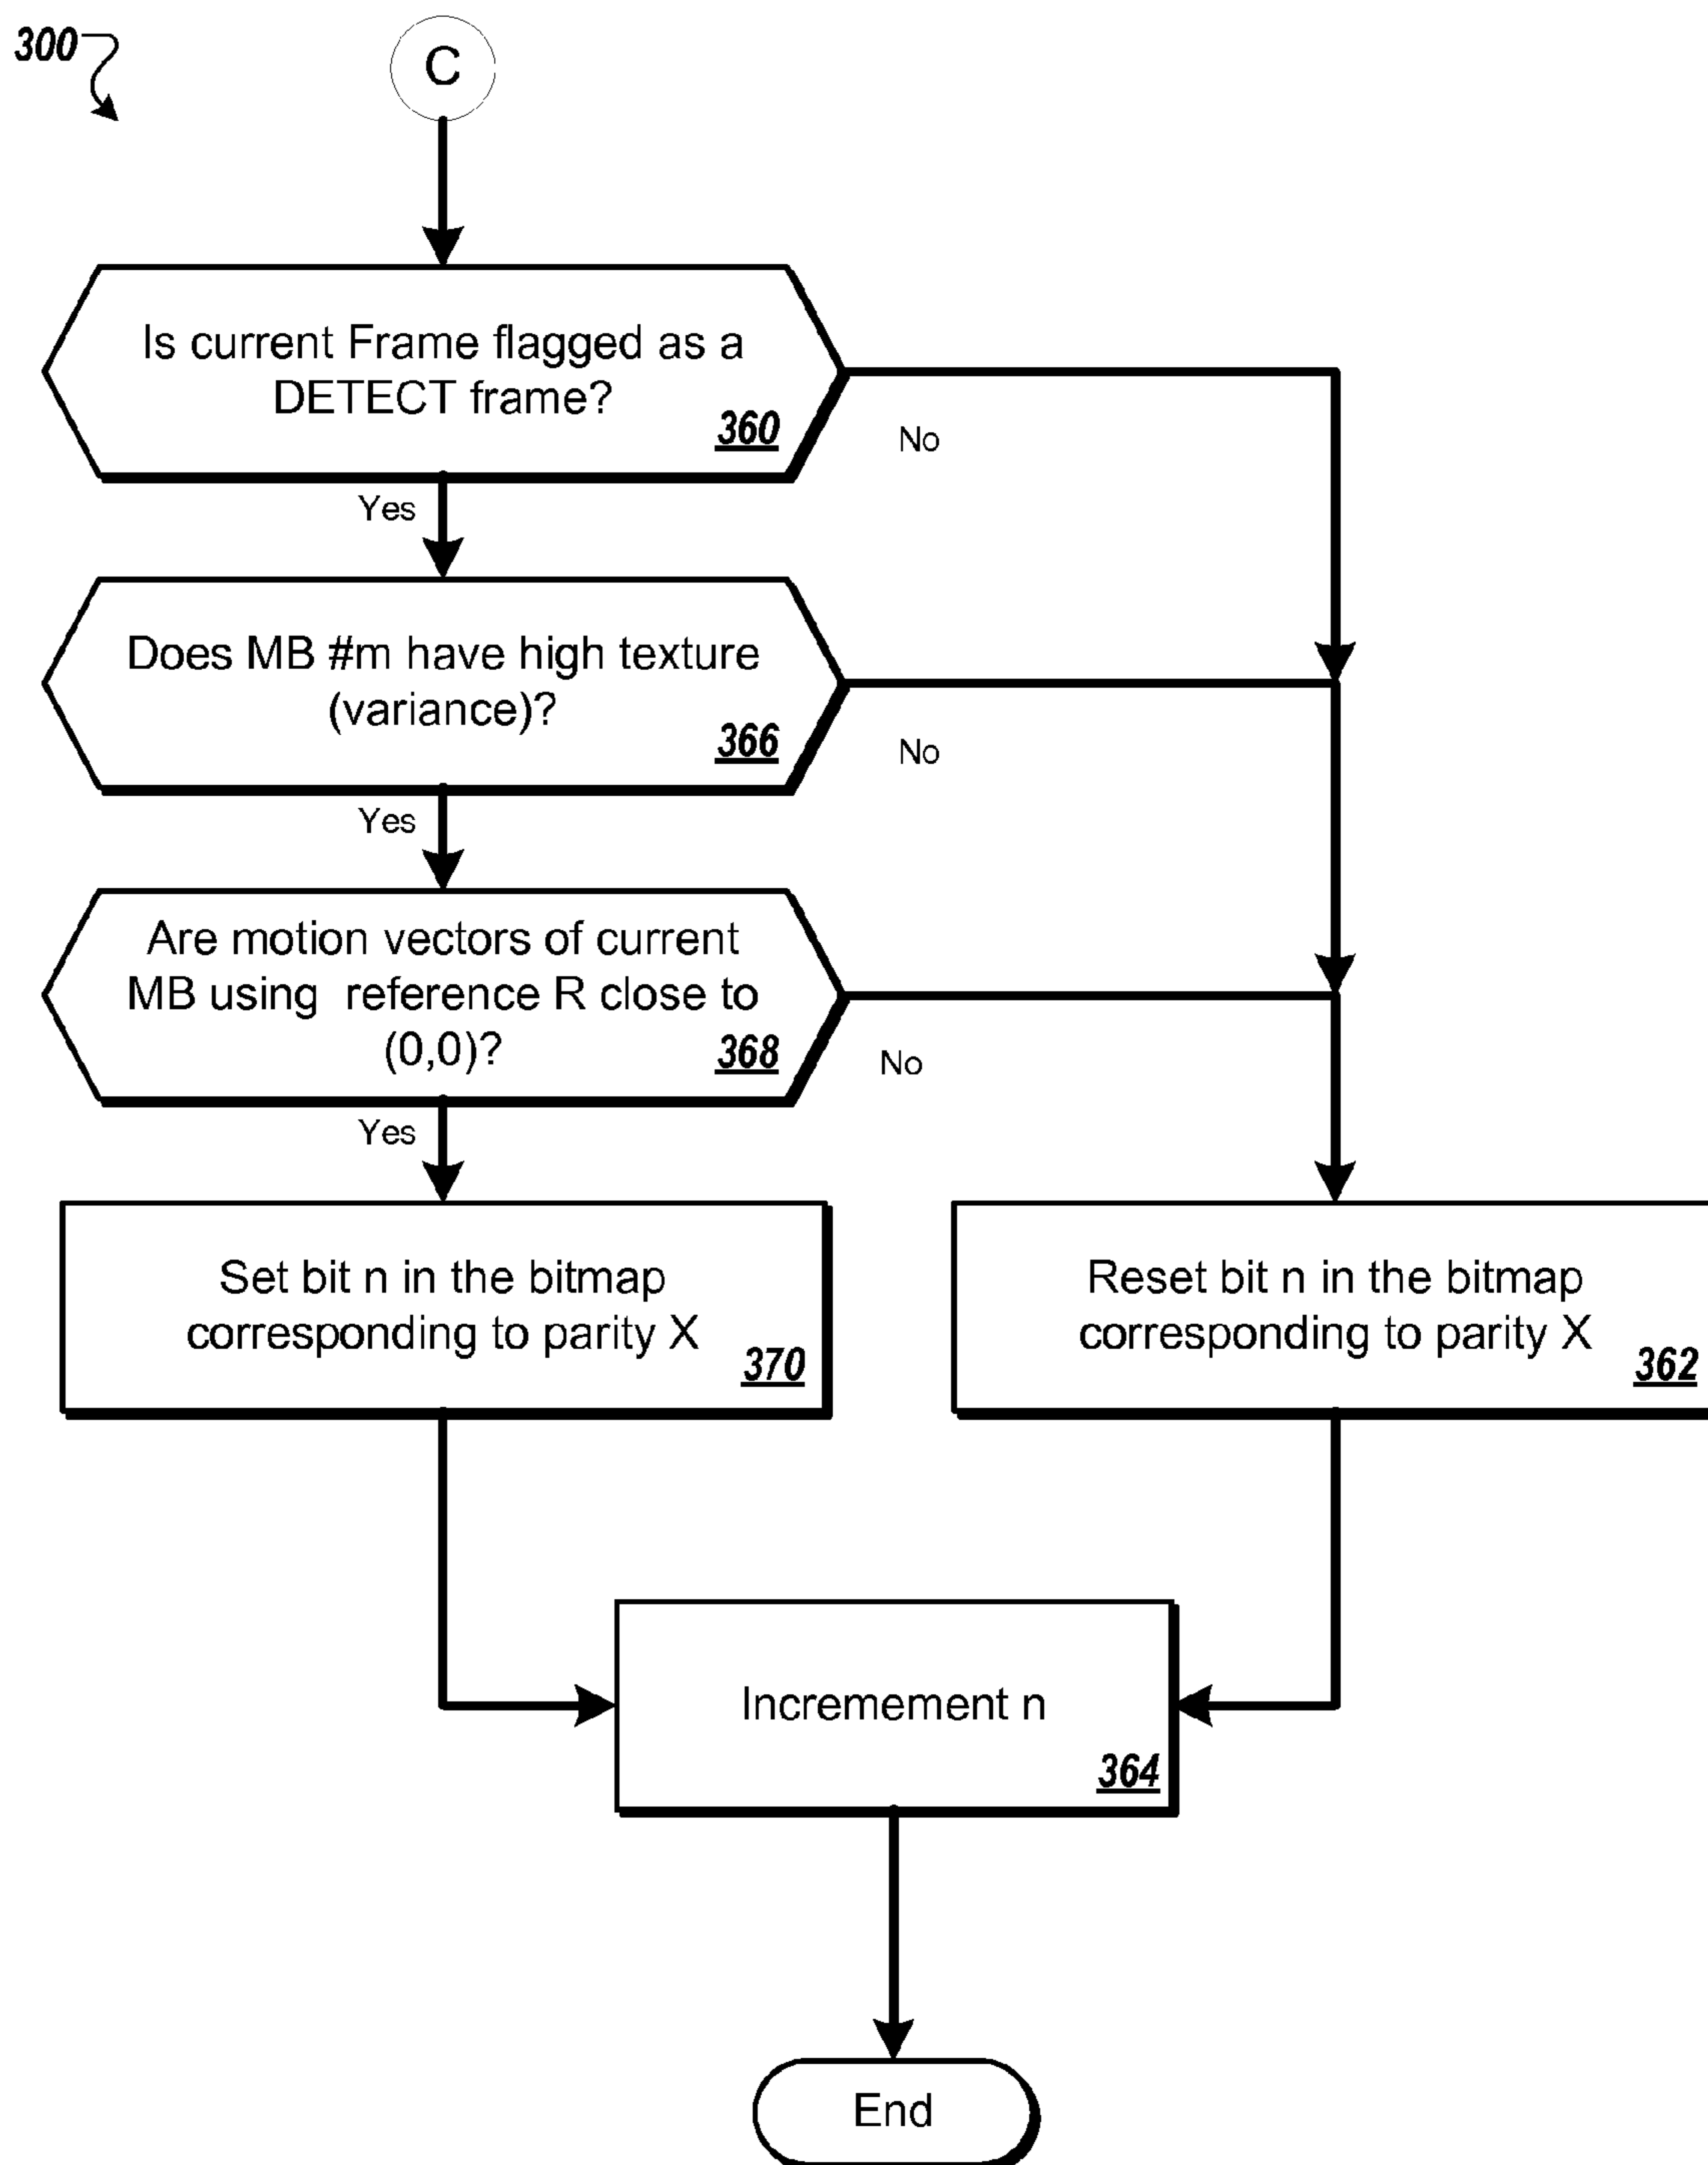 300
C
Is current Frame flagged as a
DETECT frame?
360
No
Yes
Does MB #m have high texture
(variance)?
366
No
Yes
Are motion vectors of current
MB using reference R close to
(0,0)?
368
No
Yes
Set bit n in the bitmap
corresponding to parity X
370
Reset bit n in the bitmap
corresponding to parity X
362
Incremement n
364
End